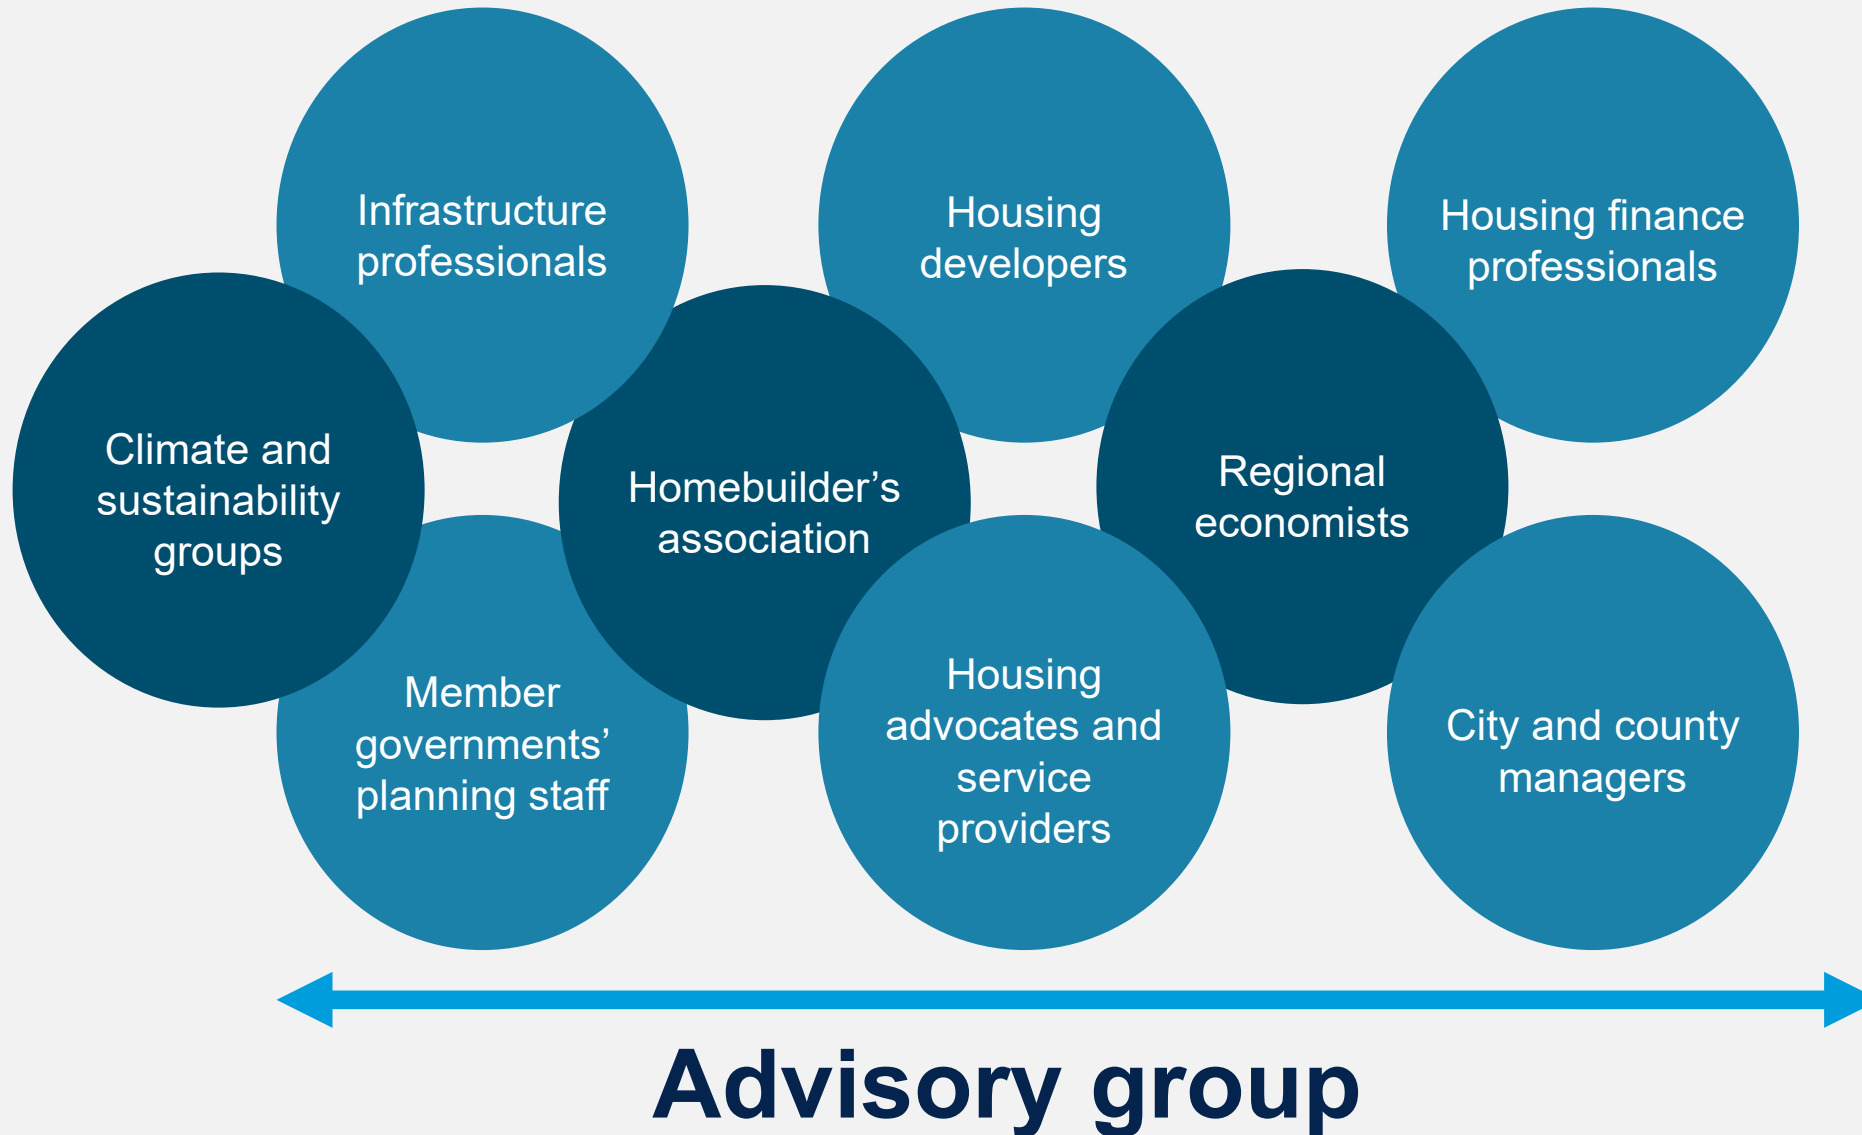 Infrastructure
professionals
Housing
developers
Housing finance
professionals
Climate and
sustainability
groups
Homebuilder’s
association
Regional
economists
Member
governments’
planning staff
Housing
advocates and
service
providers
City and county
managers
Advisory group